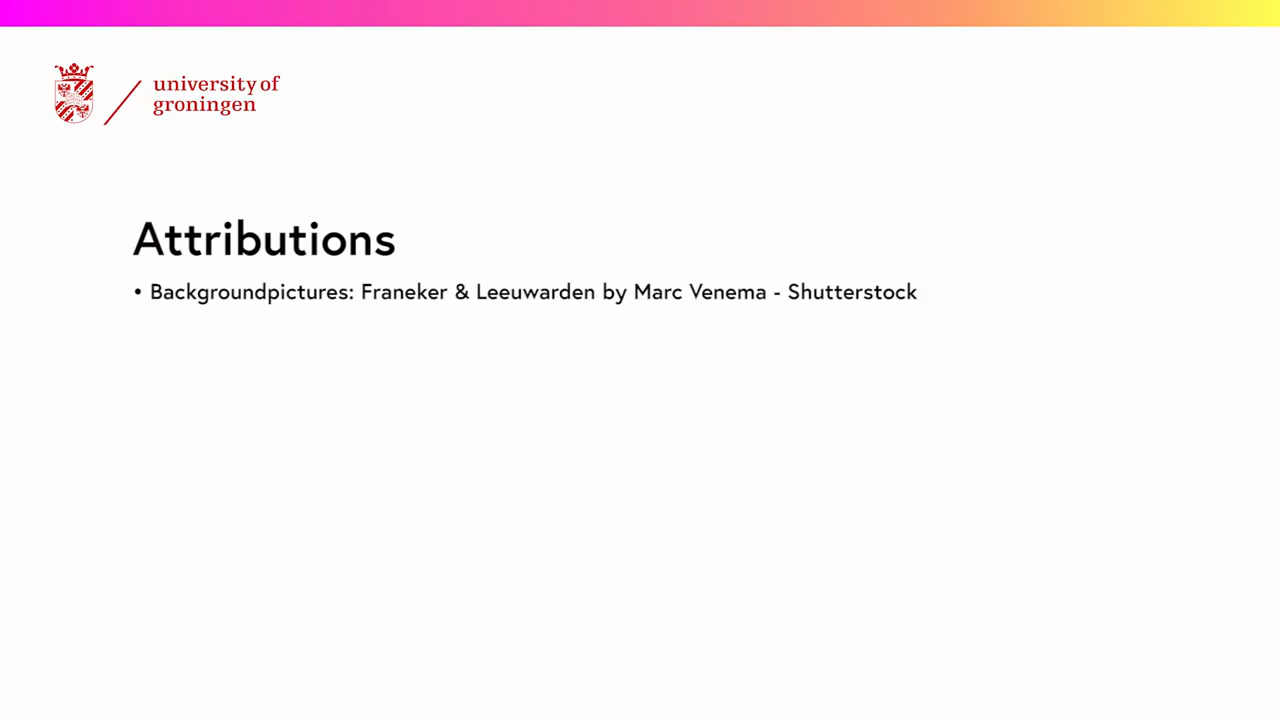 university of
groningen
Attributions
• Backgroundpictures: Franeker & Leeuwarden by Marc Venema - Shutterstock